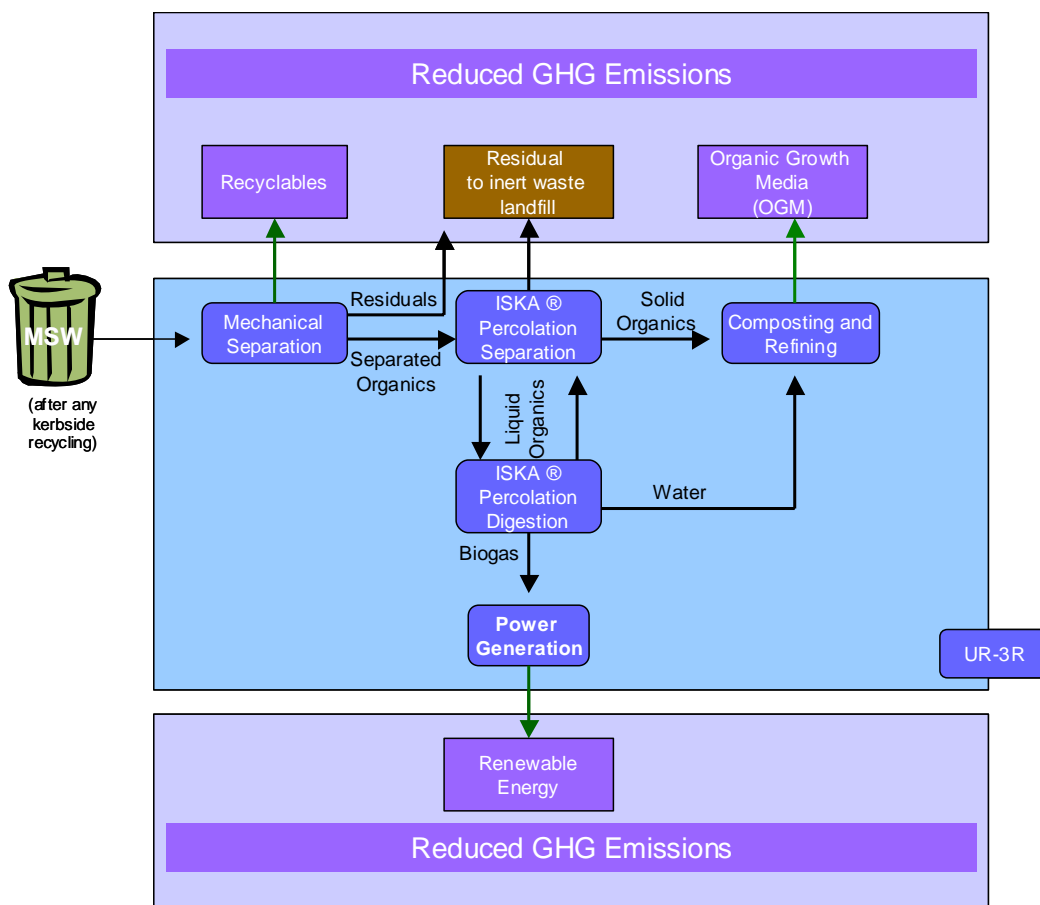 Reduced GHG Emissions
Recyclables
Residual
to inert waste
landfill
Organic Growth
Media
(OGM)
MSW
(after any
kerbside
recycling)
Mechanical
Separation
Residuals
Separated
Organics
ISKA ®
Percolation
Separation
Solid
Organics
Composting and
Refining
Liquid
Organics
ISKA ®
Percolation
Digestion
Water
Biogas
Power
Generation
UR-3R
Renewable
Energy
Reduced GHG Emissions